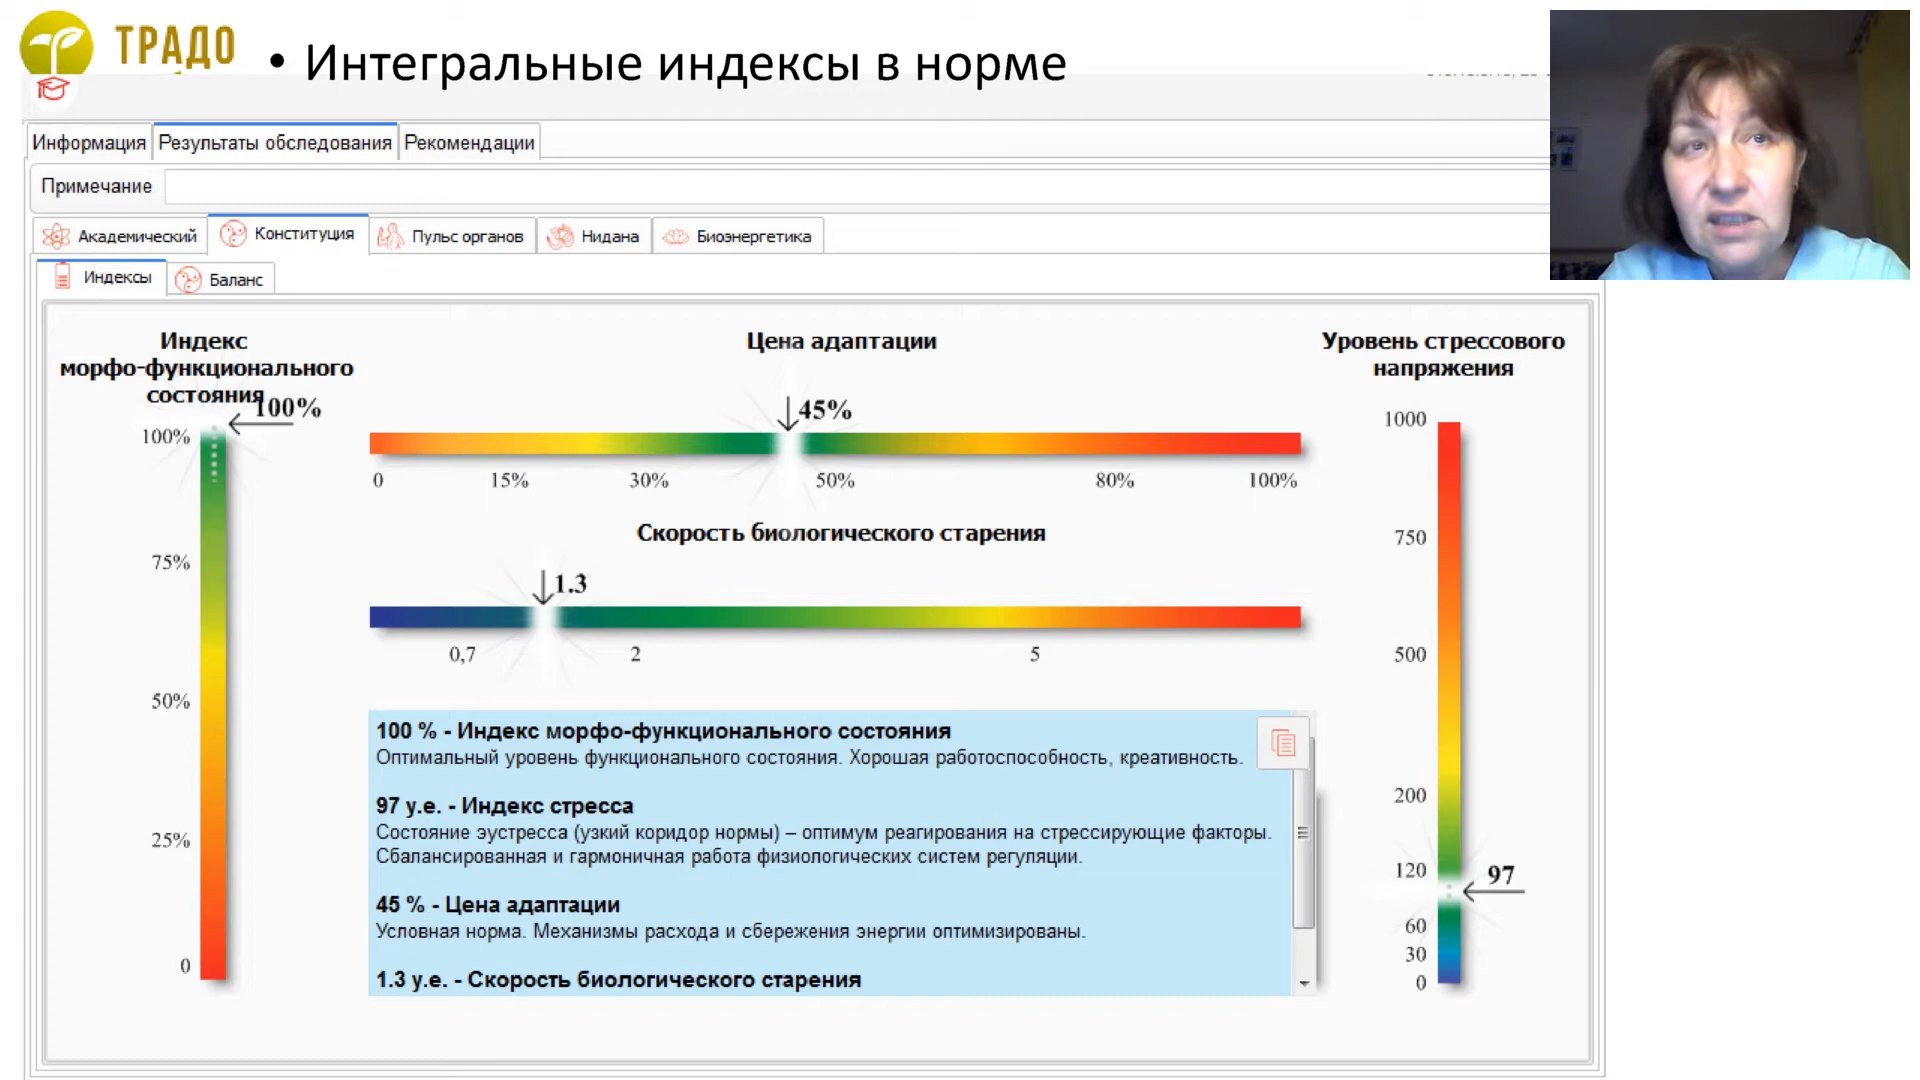 ТРАДО
• Интегральные индексы в норме
Информация
Результаты обследования
Рекомендации
Примечание
Академический
Конституция
Пульс органов
Нидана
Биоэнергетика
Индексы
Баланс
Индекс
морфо-функционального
состояния
100%
100%
75%
50%
25%
0
Цена адаптации
45%
0
15%
30%
50%
80%
100%
Скорость биологического старения
1.3
0,7
2
5
Уровень стрессового
напряжения
1000
750
500
200
120
97
60
30
0
100 % - Индекс морфо-функционального состояния
Оптимальный уровень функционального состояния. Хорошая работоспособность, креативность.
97 у.е. - Индекс стресса
Состояние эустресса (узкий коридор нормы) – оптимум реагирования на стрессирующие факторы.
Сбалансированная и гармоничная работа физиологических систем регуляции.
45 % - Цена адаптации
Условная норма. Механизмы расхода и сбережения энергии оптимизированы.
1.3 у.е. - Скорость биологического старения